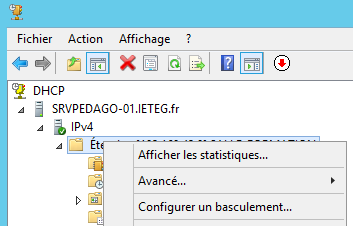 Fichier Action Affichage ?
DHCP
SRVPEDAGO-01.IETEG.fr
IPv4
Afficher les statistiques...
Avancé...
Configurer un basculement...